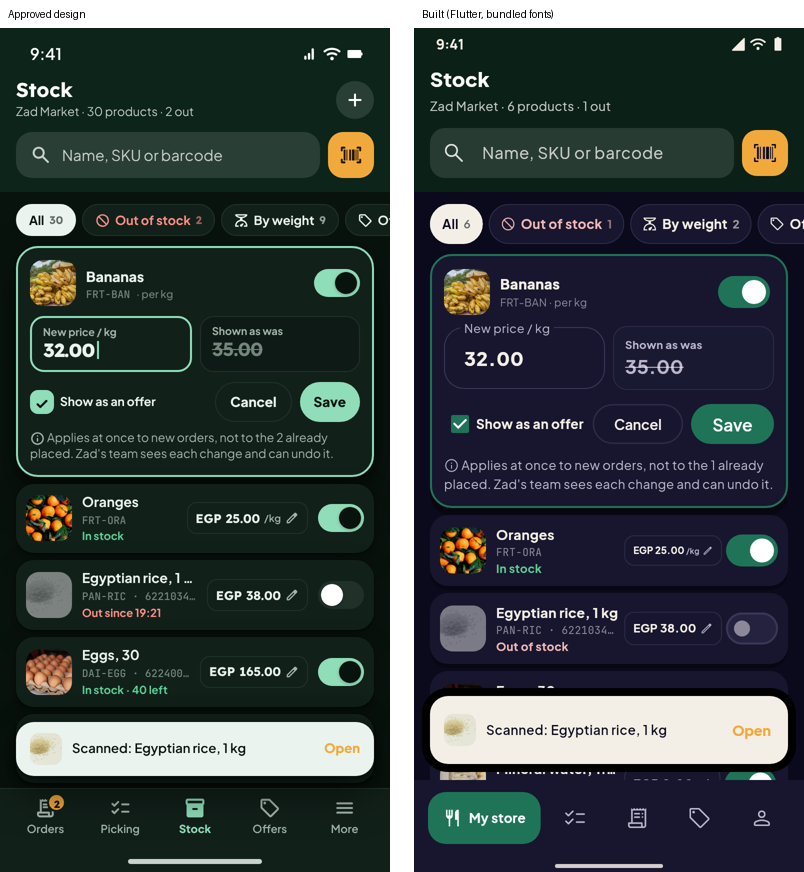 Approved design
9:41
Stock
Zad Market · 30 products · 2 out
Name, SKU or barcode
All 30
Out of stock 2
By weight 9
Bananas
FRT-BAN · per kg
New price / kg
32.00
Shown as was
35.00
Show as an offer
Cancel
Save
Applies at once to new orders, not to the 2 already
placed. Zad's team sees each change and can undo it.
Oranges
FRT-ORA
In stock
EGP 25.00 /kg
Egyptian rice, 1 …
PAN-RIC · 6221034…
Out since 19:21
EGP 38.00
Eggs, 30
DAI-EGG · 622400…
In stock · 40 left
EGP 165.00
Scanned: Egyptian rice, 1 kg
Open
2
Orders
Picking
Stock
Offers
More
Built (Flutter, bundled fonts)
9:41
Stock
Zad Market · 6 products · 1 out
Name, SKU or barcode
All 6
Out of stock 1
By weight 2
Bananas
FRT-BAN · per kg
New price / kg
32.00
Shown as was
35.00
Show as an offer
Cancel
Save
Applies at once to new orders, not to the 1 already
placed. Zad's team sees each change and can undo it.
Oranges
FRT-ORA
In stock
EGP 25.00 /kg
Egyptian rice, 1 kg
PAN-RIC · 6221034…
Out of stock
EGP 38.00
Scanned: Egyptian rice, 1 kg
Open
My store